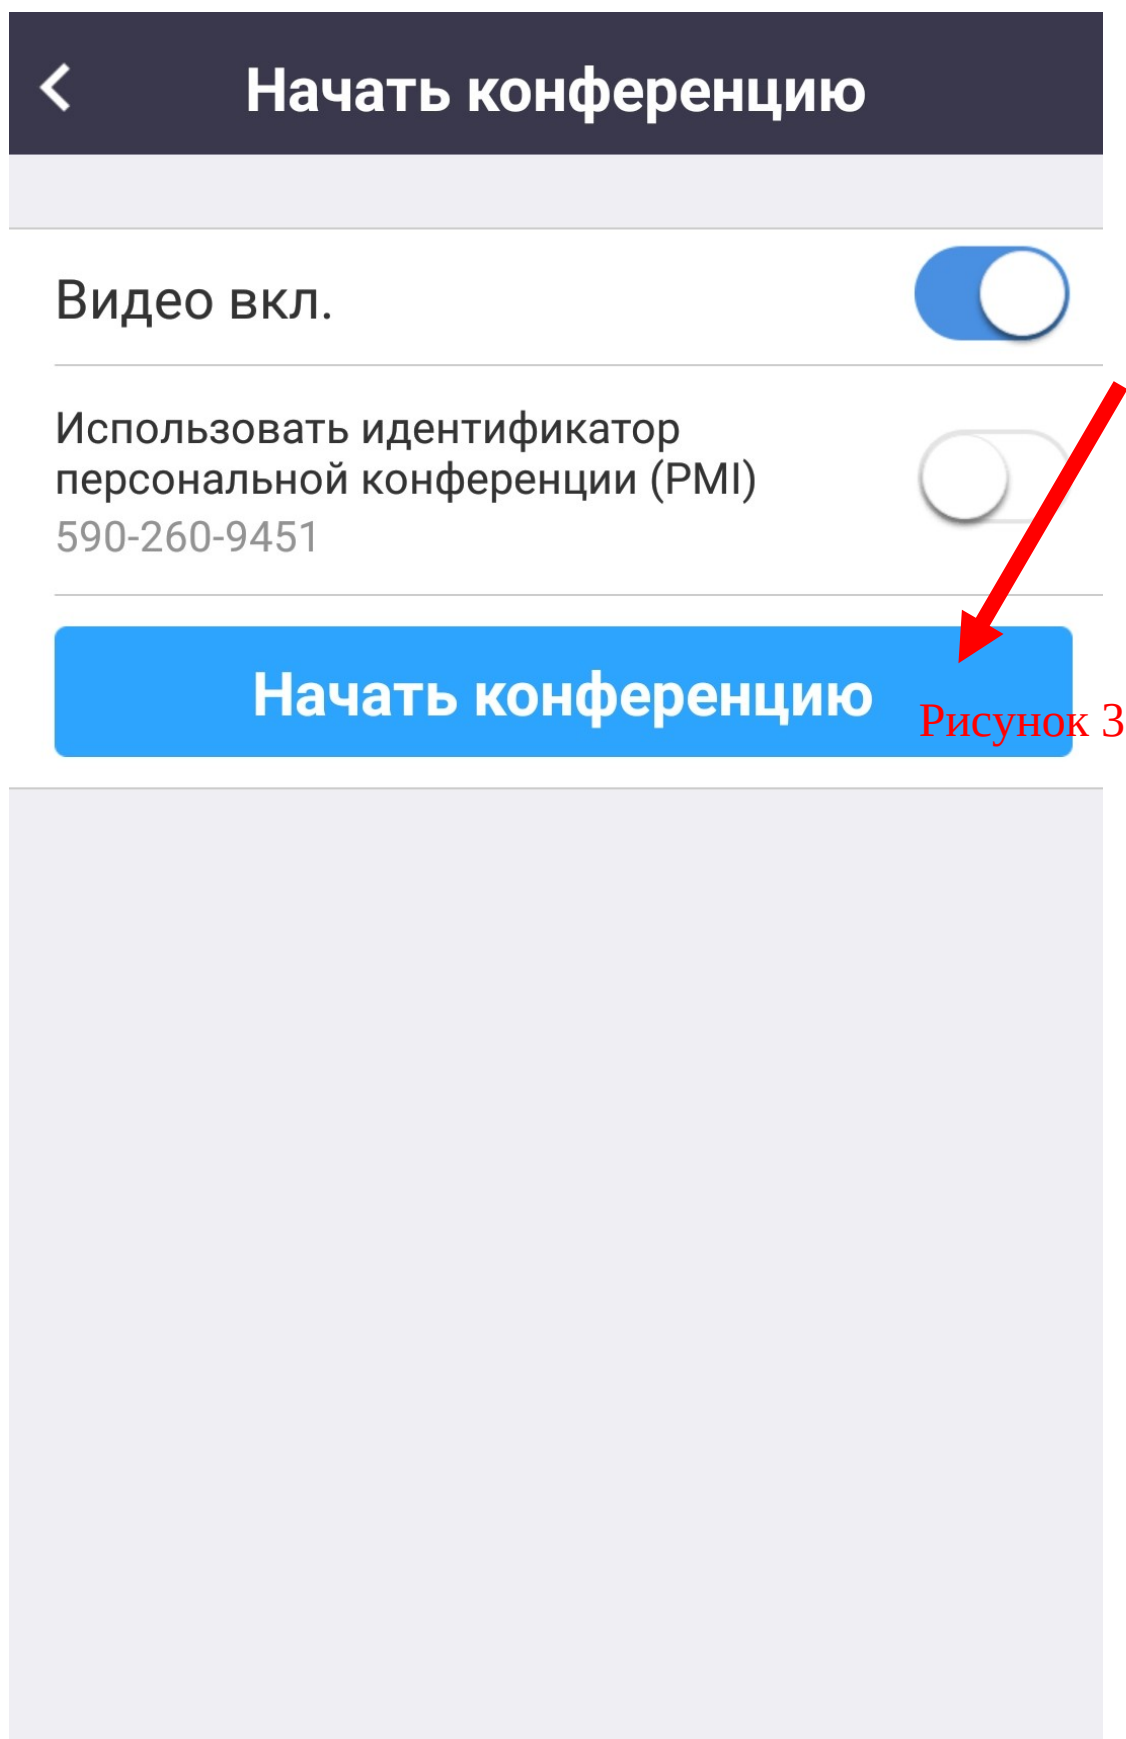 Начать конференцию
Видео вкл.
Использовать идентификатор
персональной конференции (PMI)
590-260-9451
Начать конференцию
Рисунок 3